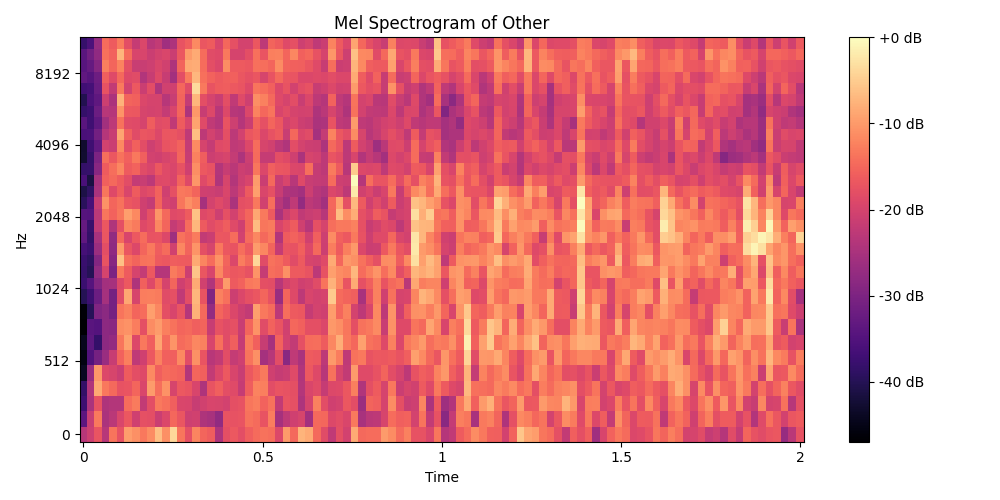 Mel Spectrogram of Other
Hz
8192
4096
2048
1024
512
0
0 0.5 1 1.5 2
Time
+0 dB
-10 dB
-20 dB
-30 dB
-40 dB